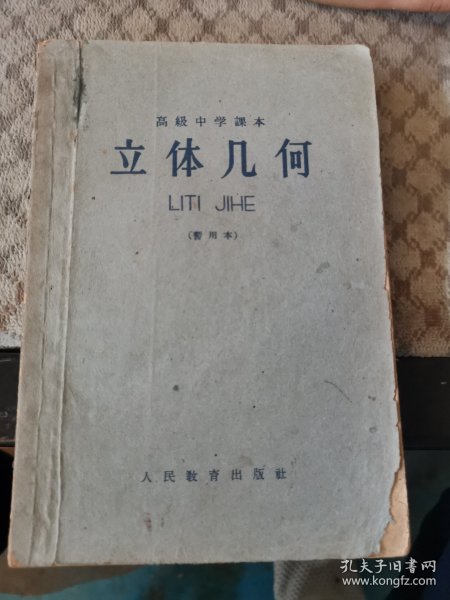 高級中学課本
立体几何
LITI JIHE
(暫用本)
人民教育出版社
孔夫子旧书网
www.kongfz.com